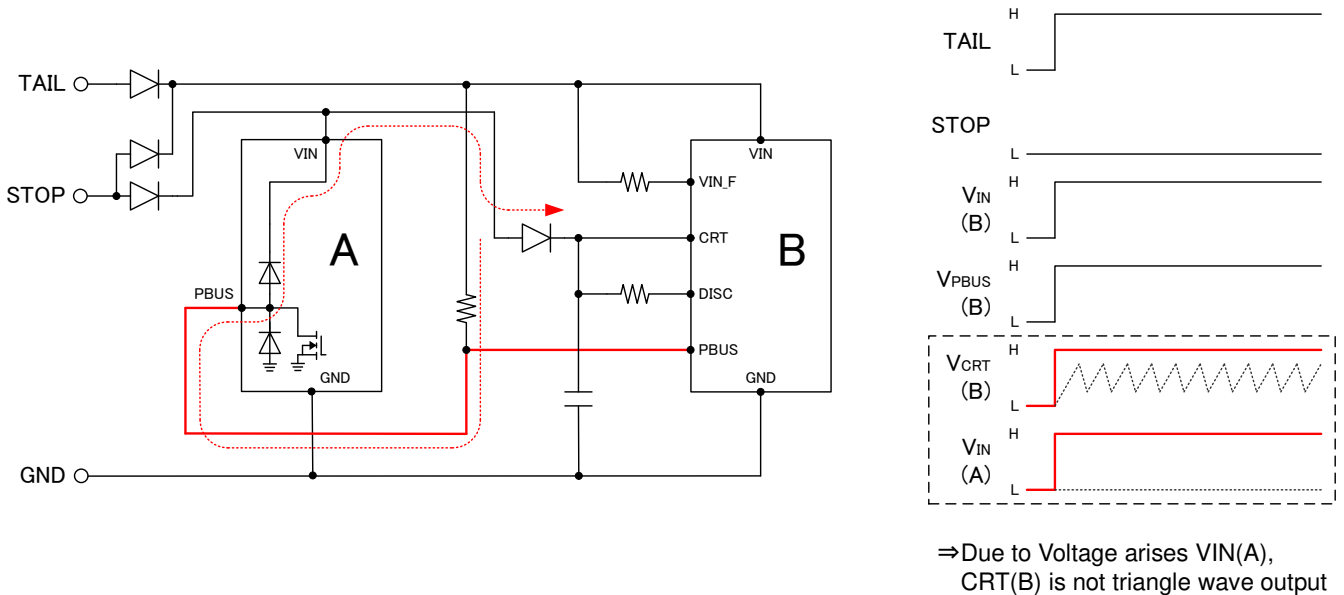 TAIL
STOP
GND
VIN
A
PBUS
GND
VIN
VIN_F
CRT
B
DISC
PBUS
GND
TAIL
H
L
STOP
L
VIN
(B)
H
L
VPBUS
(B)
H
L
VCRT
(B)
H
L
VIN
(A)
H
L
⇒Due to Voltage arises VIN(A),
CRT(B) is not triangle wave output